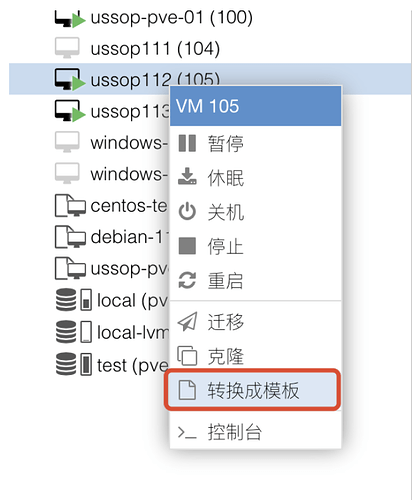 ussop-pve-01 (100)
ussop111 (104)
ussop112 (105)
ussop113
VM 105
windows-
暂停
windows-
休眠
centos-te
关机
debian-11
停止
ussop-pv
重启
local (pv
local-lvm
迁移
test (pve
克隆
转换成模板
控制台